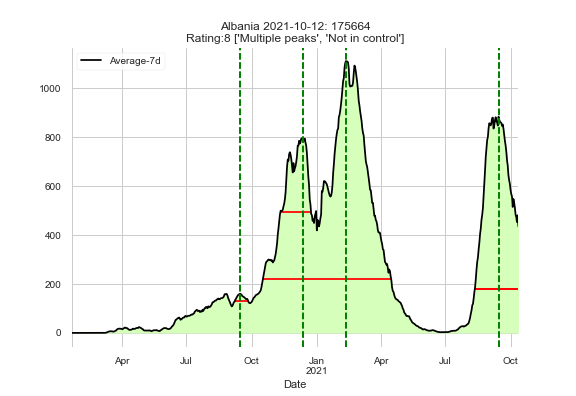 Albania 2021-10-12: 175664
Rating:8 ['Multiple peaks', 'Not in control']
Average-7d
1000
800
600
400
200
0
Apr Jul Oct Jan Apr Jul Oct
2021
Date